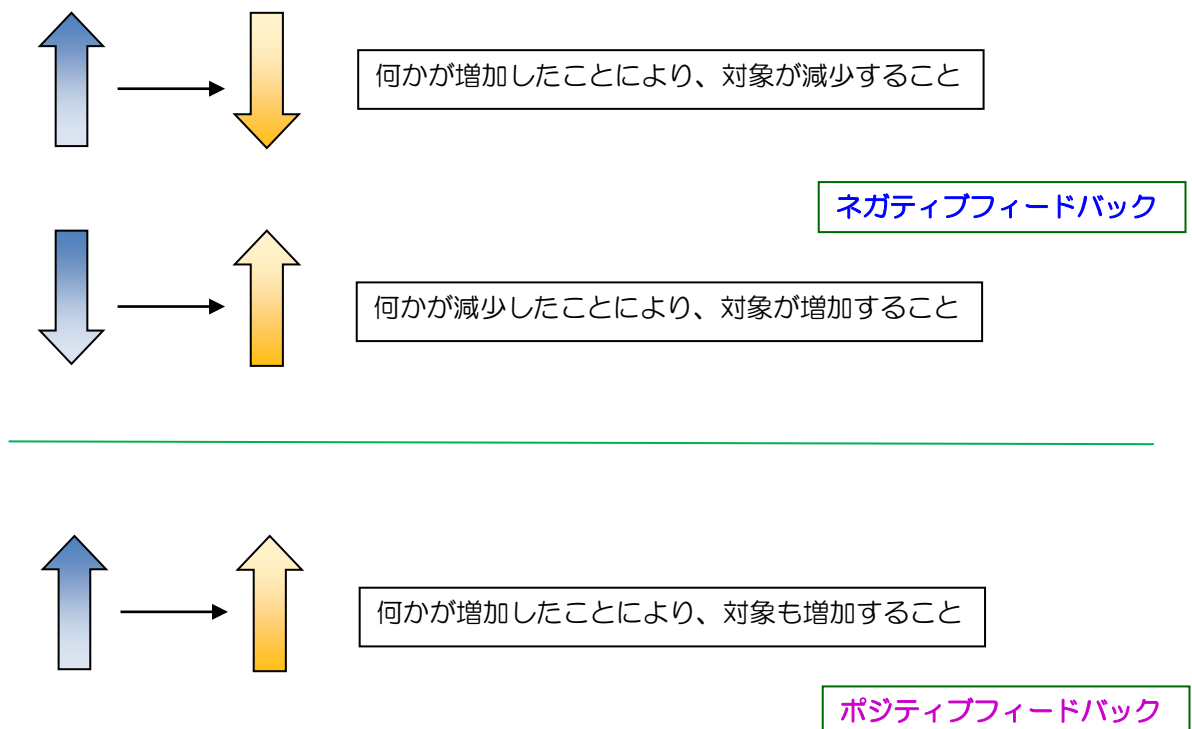 何かが増加したことにより、対象が減少すること
ネガティブフィードバック
何かが減少したことにより、対象が増加すること
何かが増加したことにより、対象も増加すること
ポジティブフィードバック